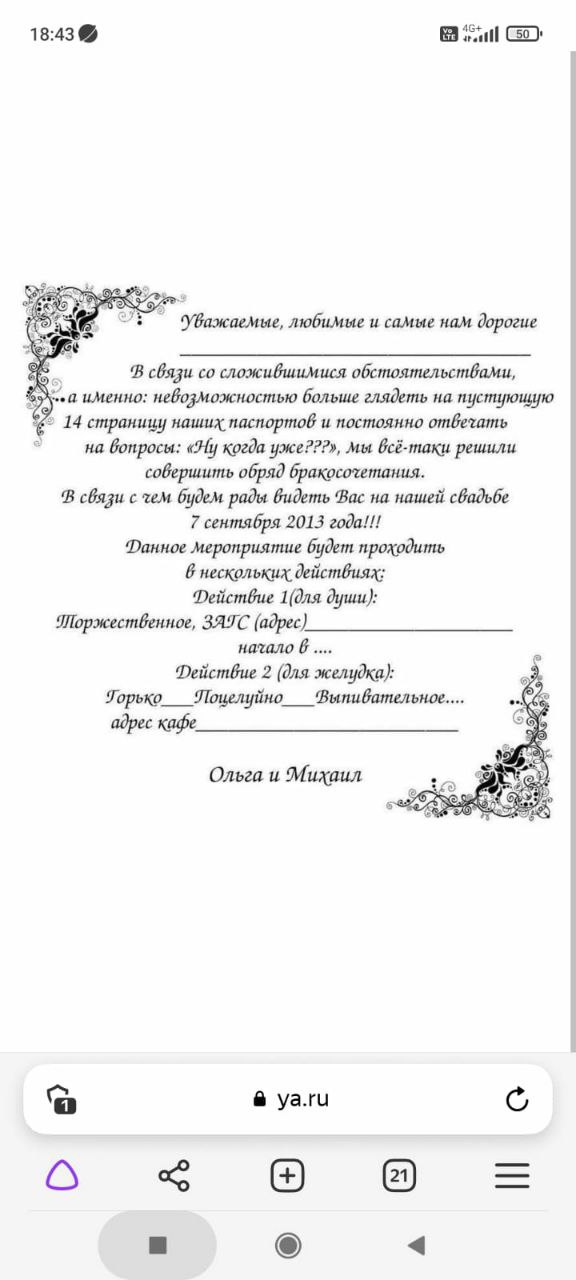 18:43
Vo LTE 4G+ 50
Уважаемые, любимые и самые нам дорогие
________________________________
В связи со сложившимися обстоятельствами,
а именно: невозможностью больше глядеть на пустующую
14 страницу наших паспортов и постоянно отвечать
на вопросы: «Ну когда уже???», мы всё-таки решили
совершить обряд бракосочетания.
В связи с чем будем рады видеть Вас на нашей свадьбе
7 сентября 2013 года!!!
Данное мероприятие будет проходить
в нескольких действиях:
Действие 1(для души):
Торжественное, ЗАГС (адрес)___________________
начало в ....
Действие 2 (для желудка):
Горько___Поцелуйно___Выпивательное....
адрес кафе________________________
Ольга и Михаил
1
ya.ru
21